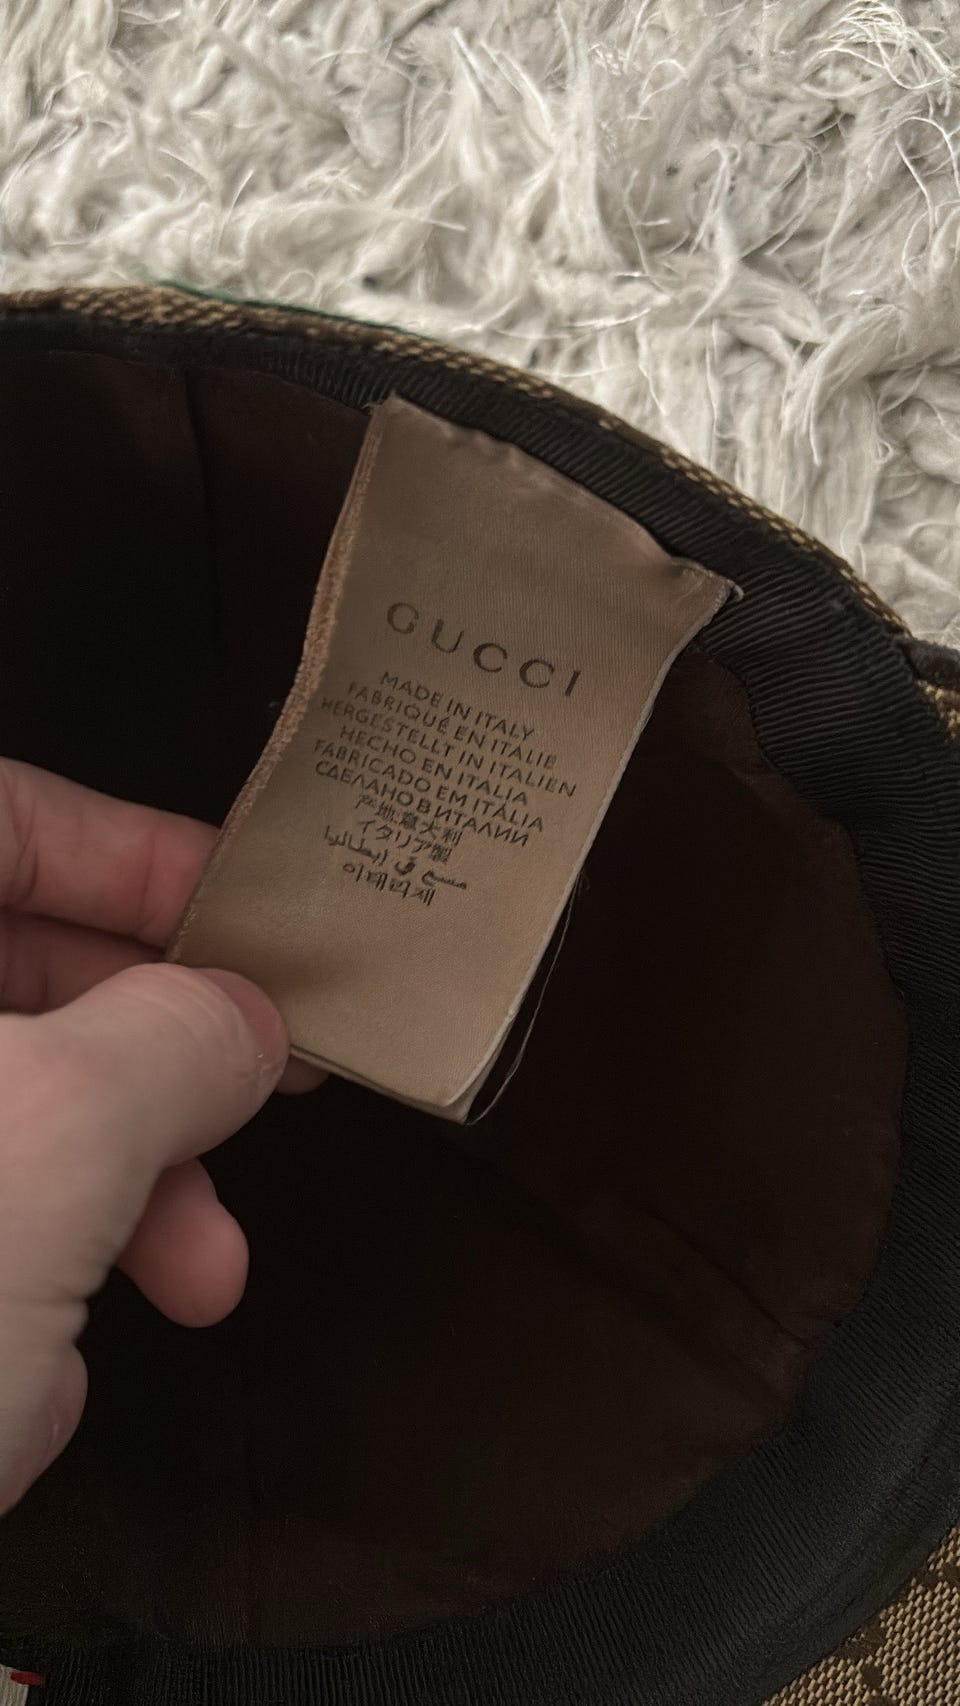 GUCCI
MADE IN ITALY
FABRIQUÉ EN ITALIE
HERGESTELLT IN ITALIEN
HECHO EN ITALIA
FABRICADO EM ITÁLIA
СДЕЛАНО В ИТАЛИИ
产地:意大利
イタリア製
في إيطاليا
이태리제